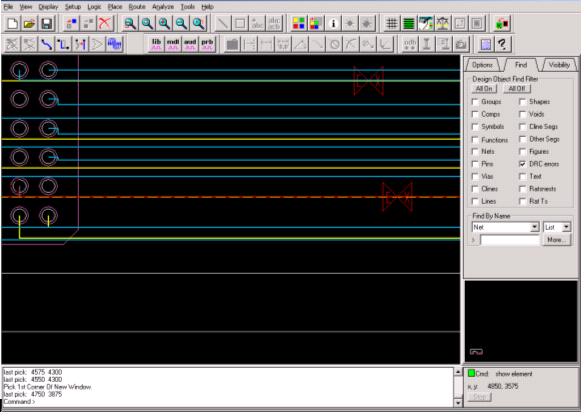 File View Display Setup Logic Place Route Analyze Tools Help
abc abc
lib mdl aud prb odb
Options Find Visibility
Design Object Find Filter
All On All Off
Groups Shapes
Comps Voids
Symbols Cline Segs
Functions Other Segs
Nets Figures
Pins DRC errors
Vias Text
Clines Ratsnests
Lines Rat Ts
Find By Name
Net List
> More...
last pick: 4575 4300
last pick: 4550 4300
Pick 1st Corner Of New Window.
last pick: 4750 3875
Command >
Cmd: show element
x, y: 4850, 3575
Stop